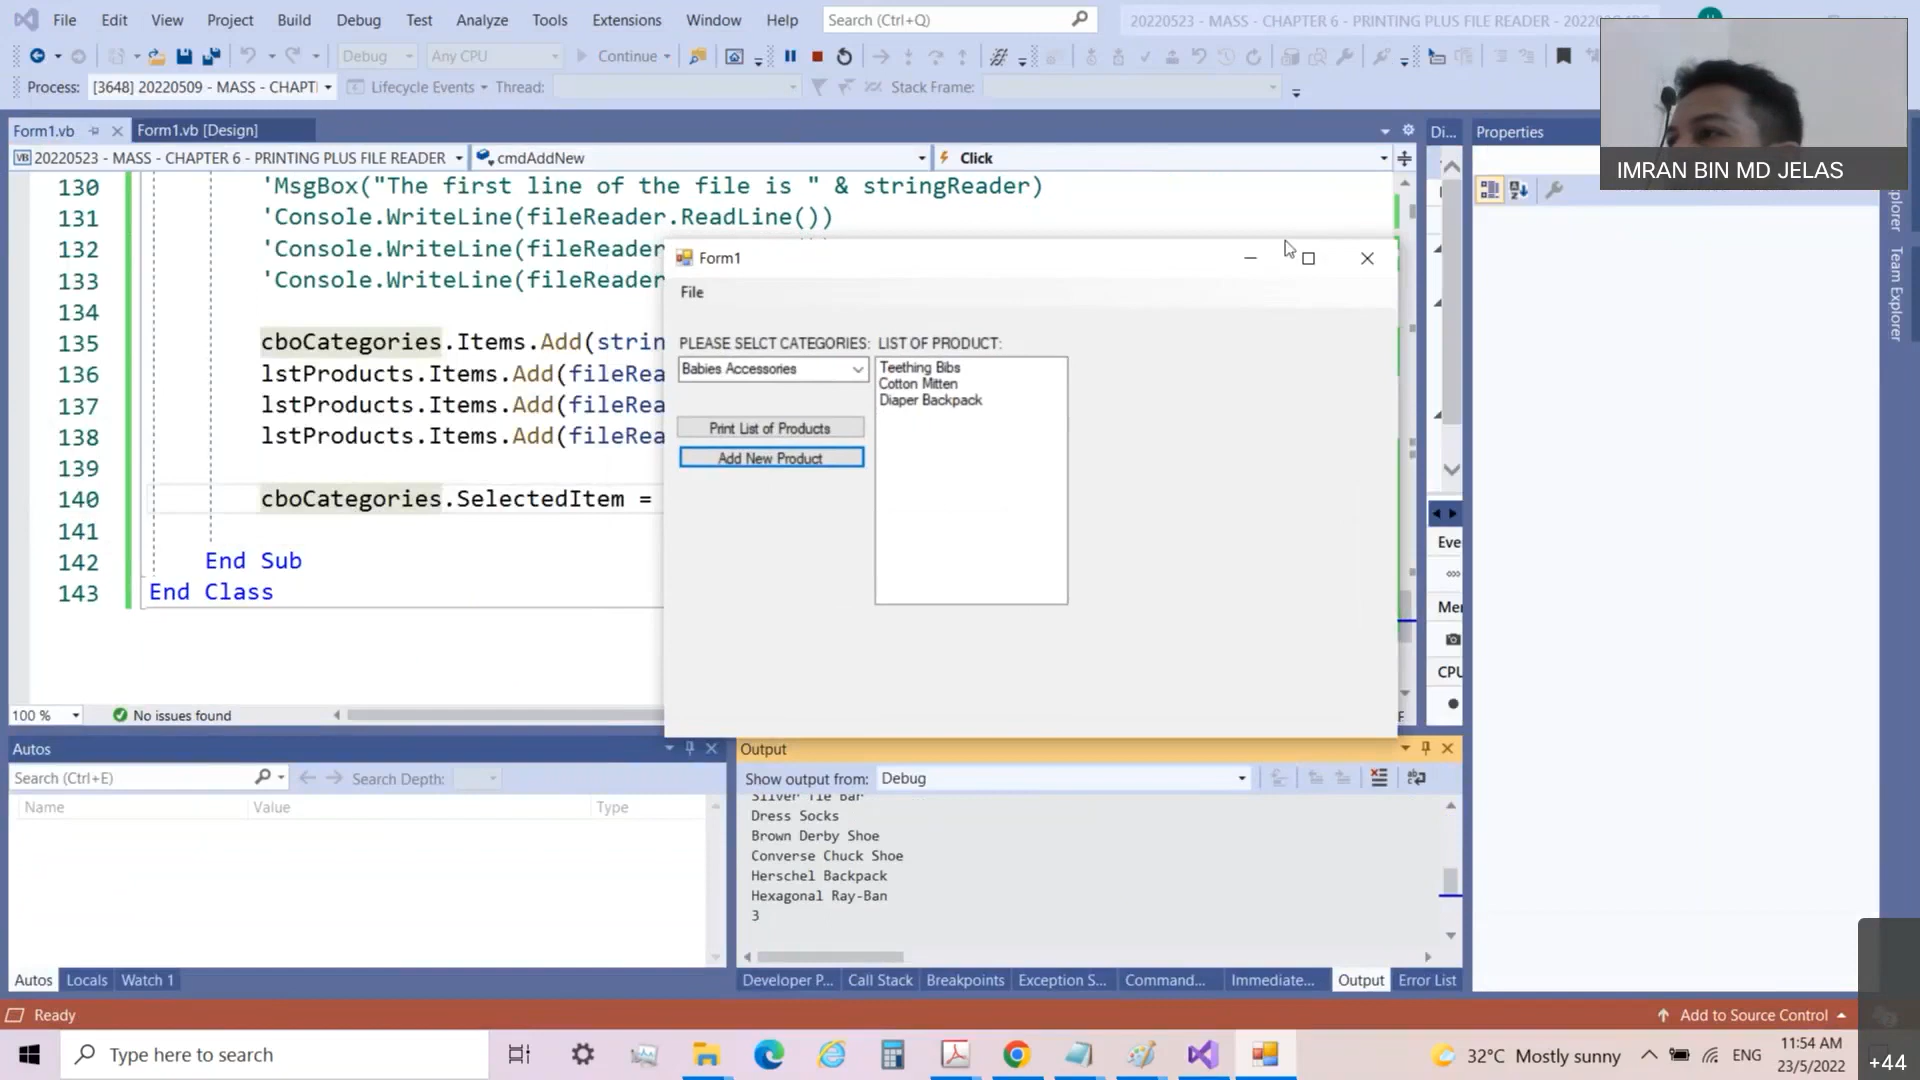 File Edit View Project Build Debug Test Analyze Tools Extensions Window Help Search (Ctrl+Q) 20220523 - MASS - CHAPTER 6 - PRINTING PLUS FILE READER -
Debug Any CPU Continue
Process: [3648] 20220509 - MASS - CHAPT Lifecycle Events Thread: Stack Frame:
IMRAN BIN MD JELAS
Form1.vb Form1.vb [Design] Di... Properties
20220523 - MASS - CHAPTER 6 - PRINTING PLUS FILE READER cmdAddNew Click
130 'MsgBox("The first line of the file is " & stringReader)
131 'Console.WriteLine(fileReader.ReadLine())
132 'Console.WriteLine(fileReader
133 'Console.WriteLine(fileReader
134
135 cboCategories.Items.Add(strin
136 lstProducts.Items.Add(fileRea
137 lstProducts.Items.Add(fileRea
138 lstProducts.Items.Add(fileRea
139
140 cboCategories.SelectedItem =
141
142 End Sub
143 End Class
Form1
File
PLEASE SELCT CATEGORIES: LIST OF PRODUCT:
Babies Accessories
Teething Bibs
Cotton Mitten
Diaper Backpack
Print List of Products
Add New Product
Eve
Mer
CPU
plorer
Team Explorer
100 % No issues found
Autos
Search (Ctrl+E) Search Depth:
Name Value Type
Autos Locals Watch 1
Output
Show output from: Debug
Silver Tie Bar
Dress Socks
Brown Derby Shoe
Converse Chuck Shoe
Herschel Backpack
Hexagonal Ray-Ban
3
Developer P... Call Stack Breakpoints Exception S... Command... Immediate... Output Error List
Ready Add to Source Control
Type here to search 32°C Mostly sunny ENG 11:54 AM
23/5/2022
+44